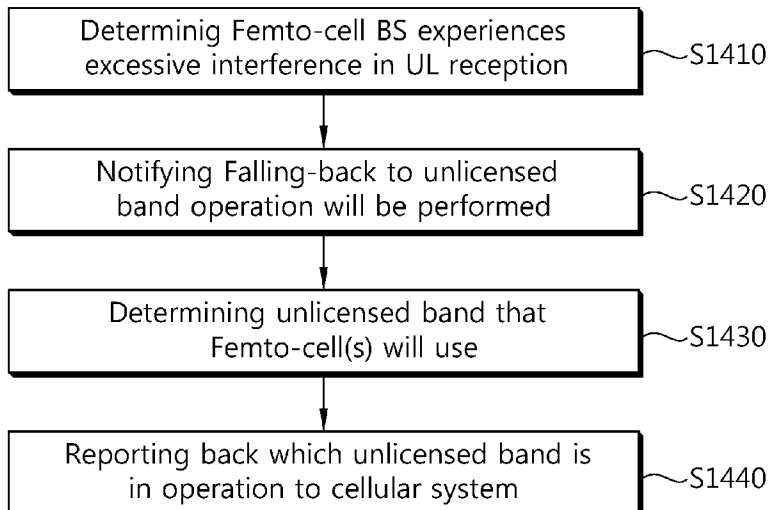 Determinig Femto-cell BS experiences
excessive interference in UL reception
S1410
Notifying Falling-back to unlicensed
band operation will be performed
S1420
Determining unlicensed band that
Femto-cell(s) will use
S1430
Reporting back which unlicensed band is
in operation to cellular system
S1440